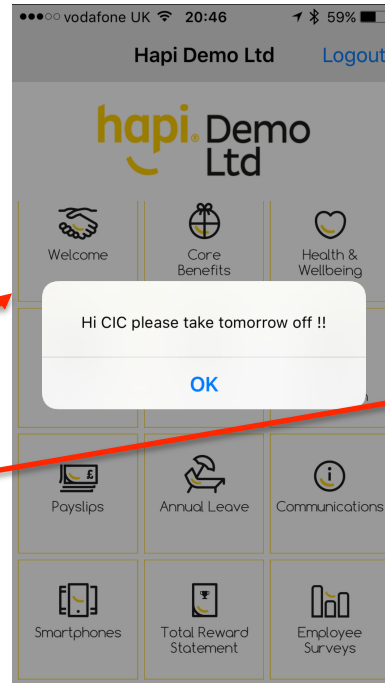 vodafone UK 20:46 59%
Hapi Demo Ltd Logout
hapi. Demo
Ltd
Welcome
Core
Benefits
Health &
Wellbeing
Hi CIC please take tomorrow off !!
OK
Payslips
Annual Leave
Communications
Smartphones
Total Reward
Statement
Employee
Surveys